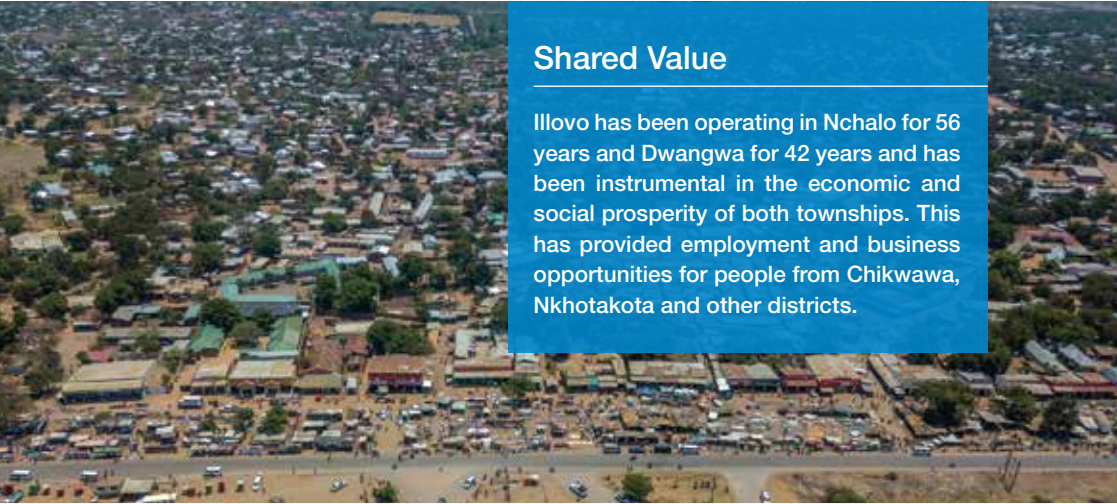 Shared Value
Illovo has been operating in Nchalo for 56
years and Dwangwa for 42 years and has
been instrumental in the economic and
social prosperity of both townships. This
has provided employment and business
opportunities for people from Chikwawa,
Nkhotakota and other districts.